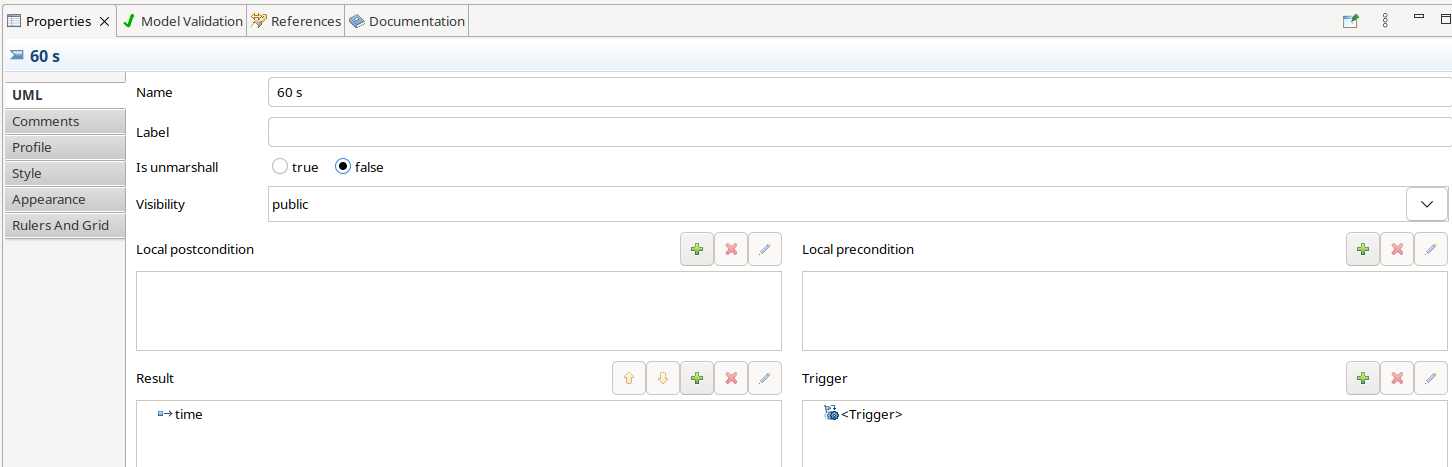 Properties Model Validation References Documentation
60 s
UML
Comments
Profile
Style
Appearance
Rulers And Grid
Name 60 s
Label
Is unmarshall true false
Visibility public
Local postcondition Local precondition
Result Trigger
time <Trigger>